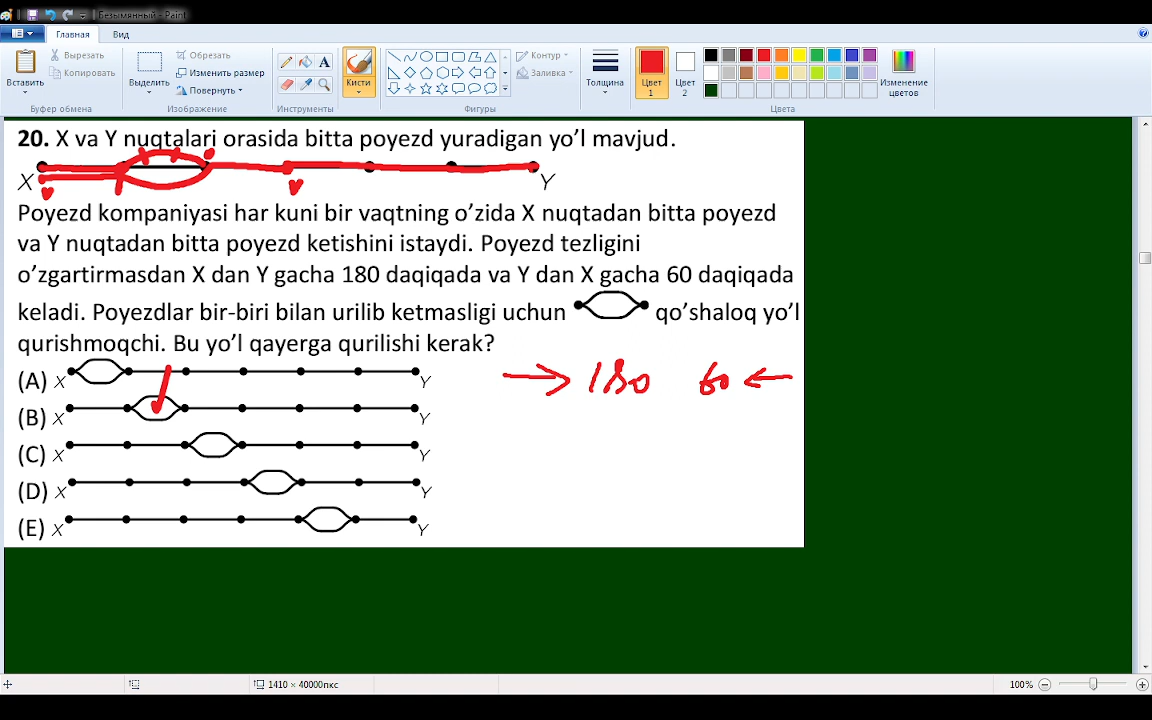 Безымянный - Paint
Главная Вид
Вставить
Вырезать
Копировать
Буфер обмена
Выделить
Обрезать
Изменить размер
Повернуть
Изображение
A
Инструменты
Кисти
Контур
Заливка
Фигуры
Толщина
Цвет 1
Цвет 2
Изменение цветов
Цвета
20. X va Y nuqtalari orasida bitta poyezd yuradigan yo’l mavjud.
X Y
Poyezd kompaniyasi har kuni bir vaqtning o’zida X nuqtadan bitta poyezd
va Y nuqtadan bitta poyezd ketishini istaydi. Poyezd tezligini
o’zgartirmasdan X dan Y gacha 180 daqiqada va Y dan X gacha 60 daqiqada
keladi. Poyezdlar bir-biri bilan urilib ketmasligi uchun qo’shaloq yo’l
qurishmoqchi. Bu yo’l qayerga qurilishi kerak?
(A) X Y
→ 180 60 ←
(B) X Y
(C) X Y
(D) X Y
(E) X Y
1410 × 40000пкс
100%